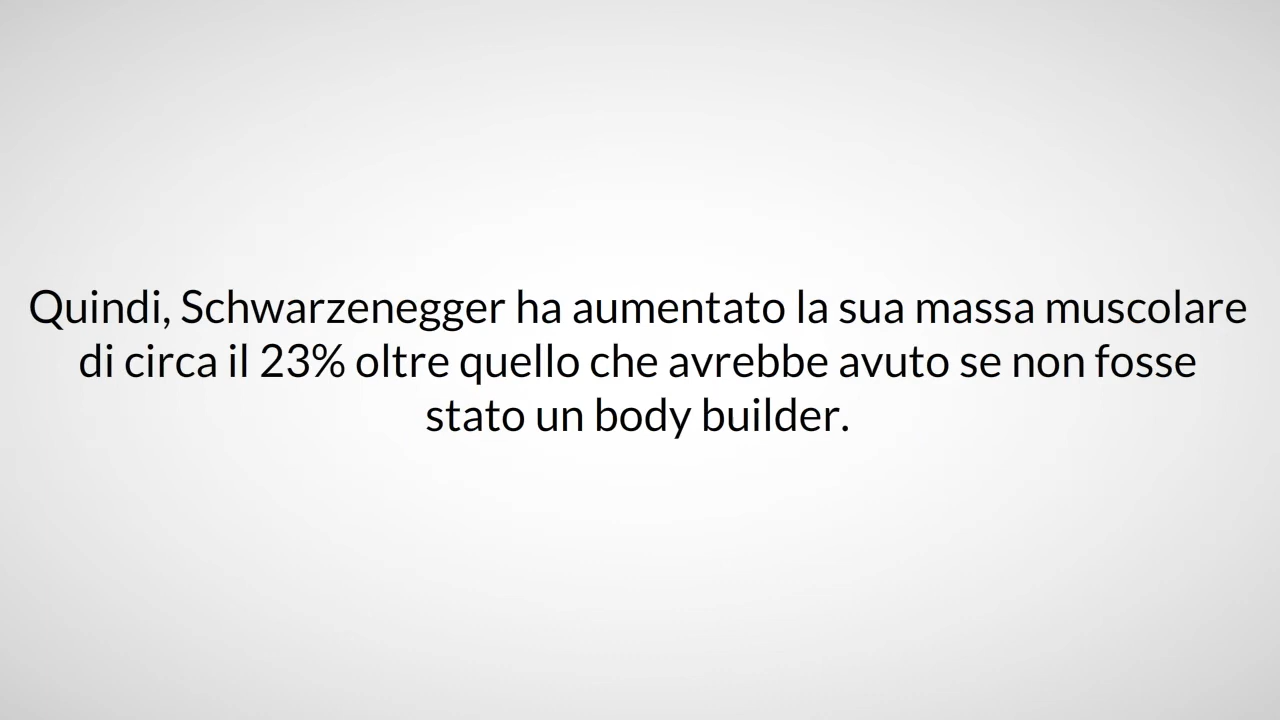 Quindi, Schwarzenegger ha aumentato la sua massa muscolare
di circa il 23% oltre quello che avrebbe avuto se non fosse
stato un body builder.